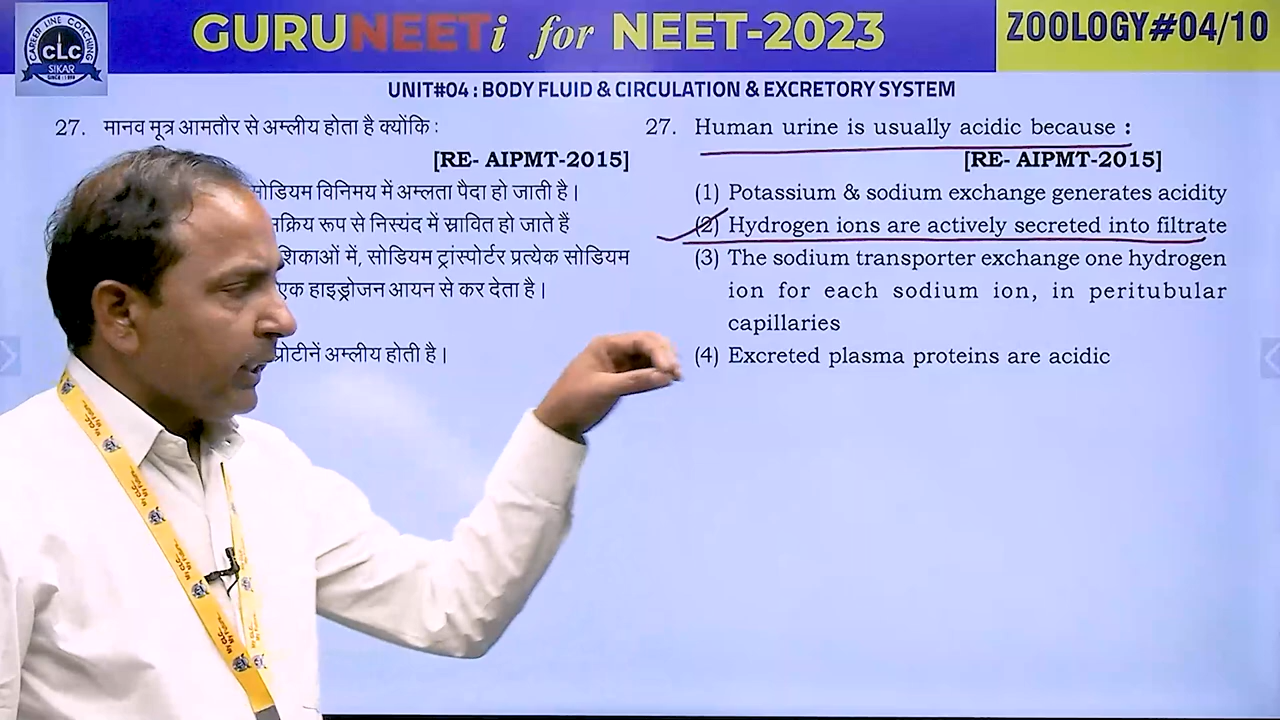 GURUNEETi for NEET-2023
ZOOLOGY#04/10
CAREER LINE COACHING
CLC
SIKAR
SINCE : 1996
UNIT#04 : BODY FLUID & CIRCULATION & EXCRETORY SYSTEM
27. मानव मूत्र आमतौर से अम्लीय होता है क्योंकि :
[RE- AIPMT-2015]
सोडियम विनिमय में अम्लता पैदा हो जाती है।
सक्रिय रूप से निस्यंद में स्रावित हो जाते हैं
में, सोडियम ट्रांस्पोर्टर प्रत्येक सोडियम
एक हाइड्रोजन आयन से कर देता है।
प्रोटीनें अम्लीय होती है।
27. Human urine is usually acidic because :
[RE- AIPMT-2015]
(1) Potassium & sodium exchange generates acidity
(2) Hydrogen ions are actively secreted into filtrate
(3) The sodium transporter exchange one hydrogen
ion for each sodium ion, in peritubular
capillaries
(4) Excreted plasma proteins are acidic